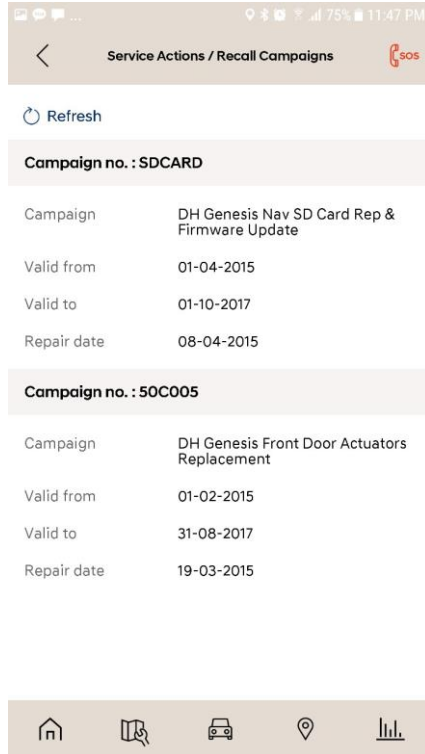 ... 75% 11:47 PM
Service Actions / Recall Campaigns
SOS
Refresh
Campaign no. : SDCARD
Campaign DH Genesis Nav SD Card Rep &
Firmware Update
Valid from 01-04-2015
Valid to 01-10-2017
Repair date 08-04-2015
Campaign no. : 50C005
Campaign DH Genesis Front Door Actuators
Replacement
Valid from 01-02-2015
Valid to 31-08-2017
Repair date 19-03-2015